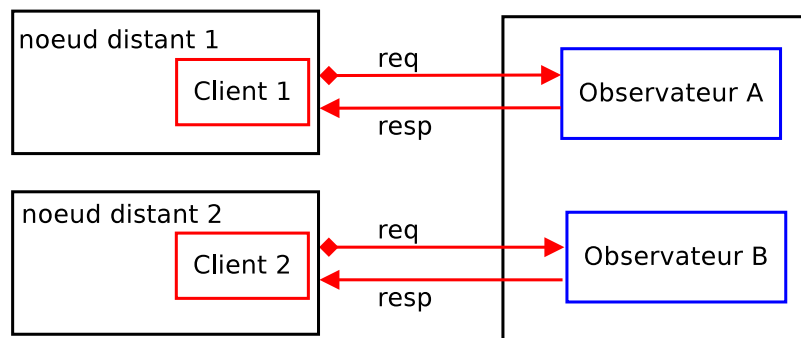 noeud distant 1
Client 1
req
resp
Observateur A
noeud distant 2
Client 2
req
resp
Observateur B